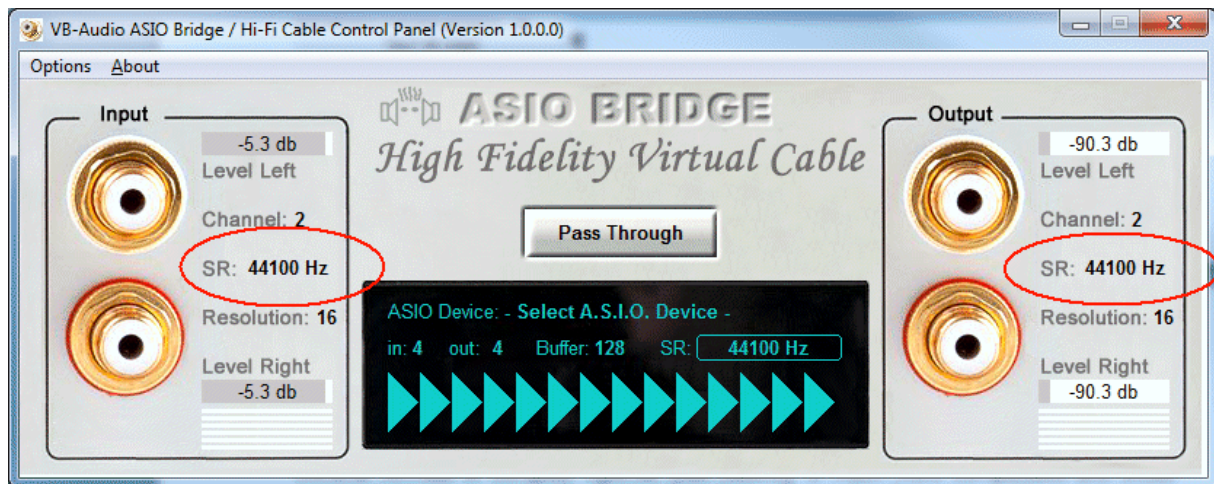 VB-Audio ASIO Bridge / Hi-Fi Cable Control Panel (Version 1.0.0.0)
Options About
Input
-5.3 db
Level Left
Channel: 2
SR: 44100 Hz
Resolution: 16
Level Right
-5.3 db
ASIO BRIDGE
High Fidelity Virtual Cable
Pass Through
ASIO Device: - Select A.S.I.O. Device -
in: 4 out: 4 Buffer: 128 SR: 44100 Hz
Output
-90.3 db
Level Left
Channel: 2
SR: 44100 Hz
Resolution: 16
Level Right
-90.3 db